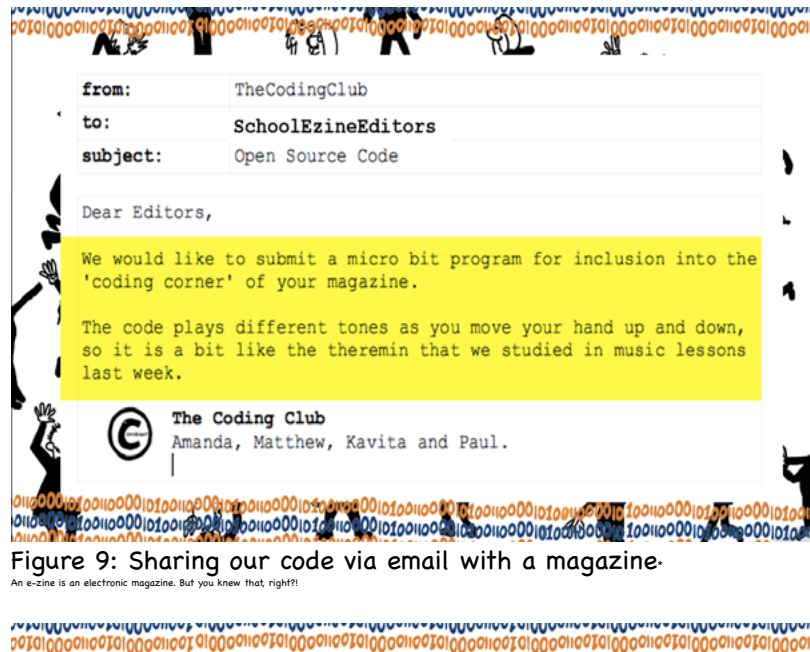 from: TheCodingClub
to: SchoolEzineEditors
subject: Open Source Code
Dear Editors,
We would like to submit a micro bit program for inclusion into the
'coding corner' of your magazine.
The code plays different tones as you move your hand up and down,
so it is a bit like the theremin that we studied in music lessons
last week.
The Coding Club
Amanda, Matthew, Kavita and Paul.
Figure 9: Sharing our code via email with a magazine*
An e-zine is an electronic magazine. But you knew that, right?!